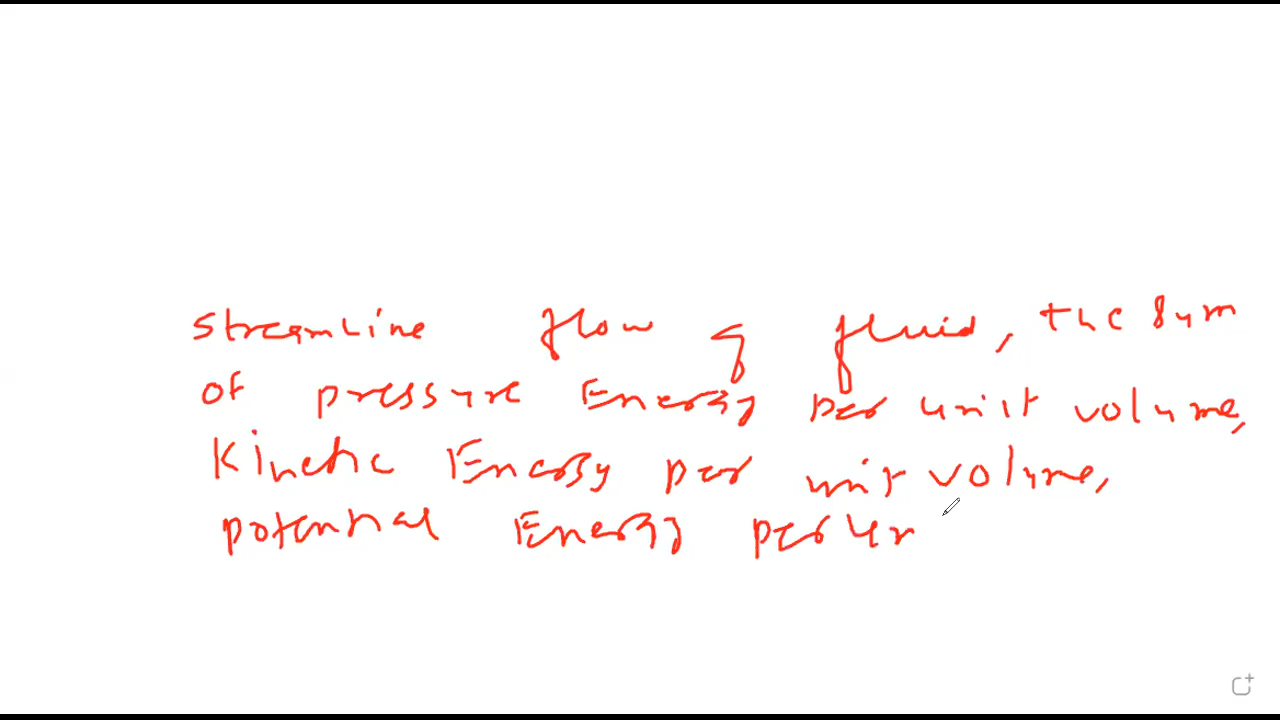 streamline flow of fluid, the sum
of pressure Energy per unit volume,
Kinetic Energy per unit volume,
potential Energy per un